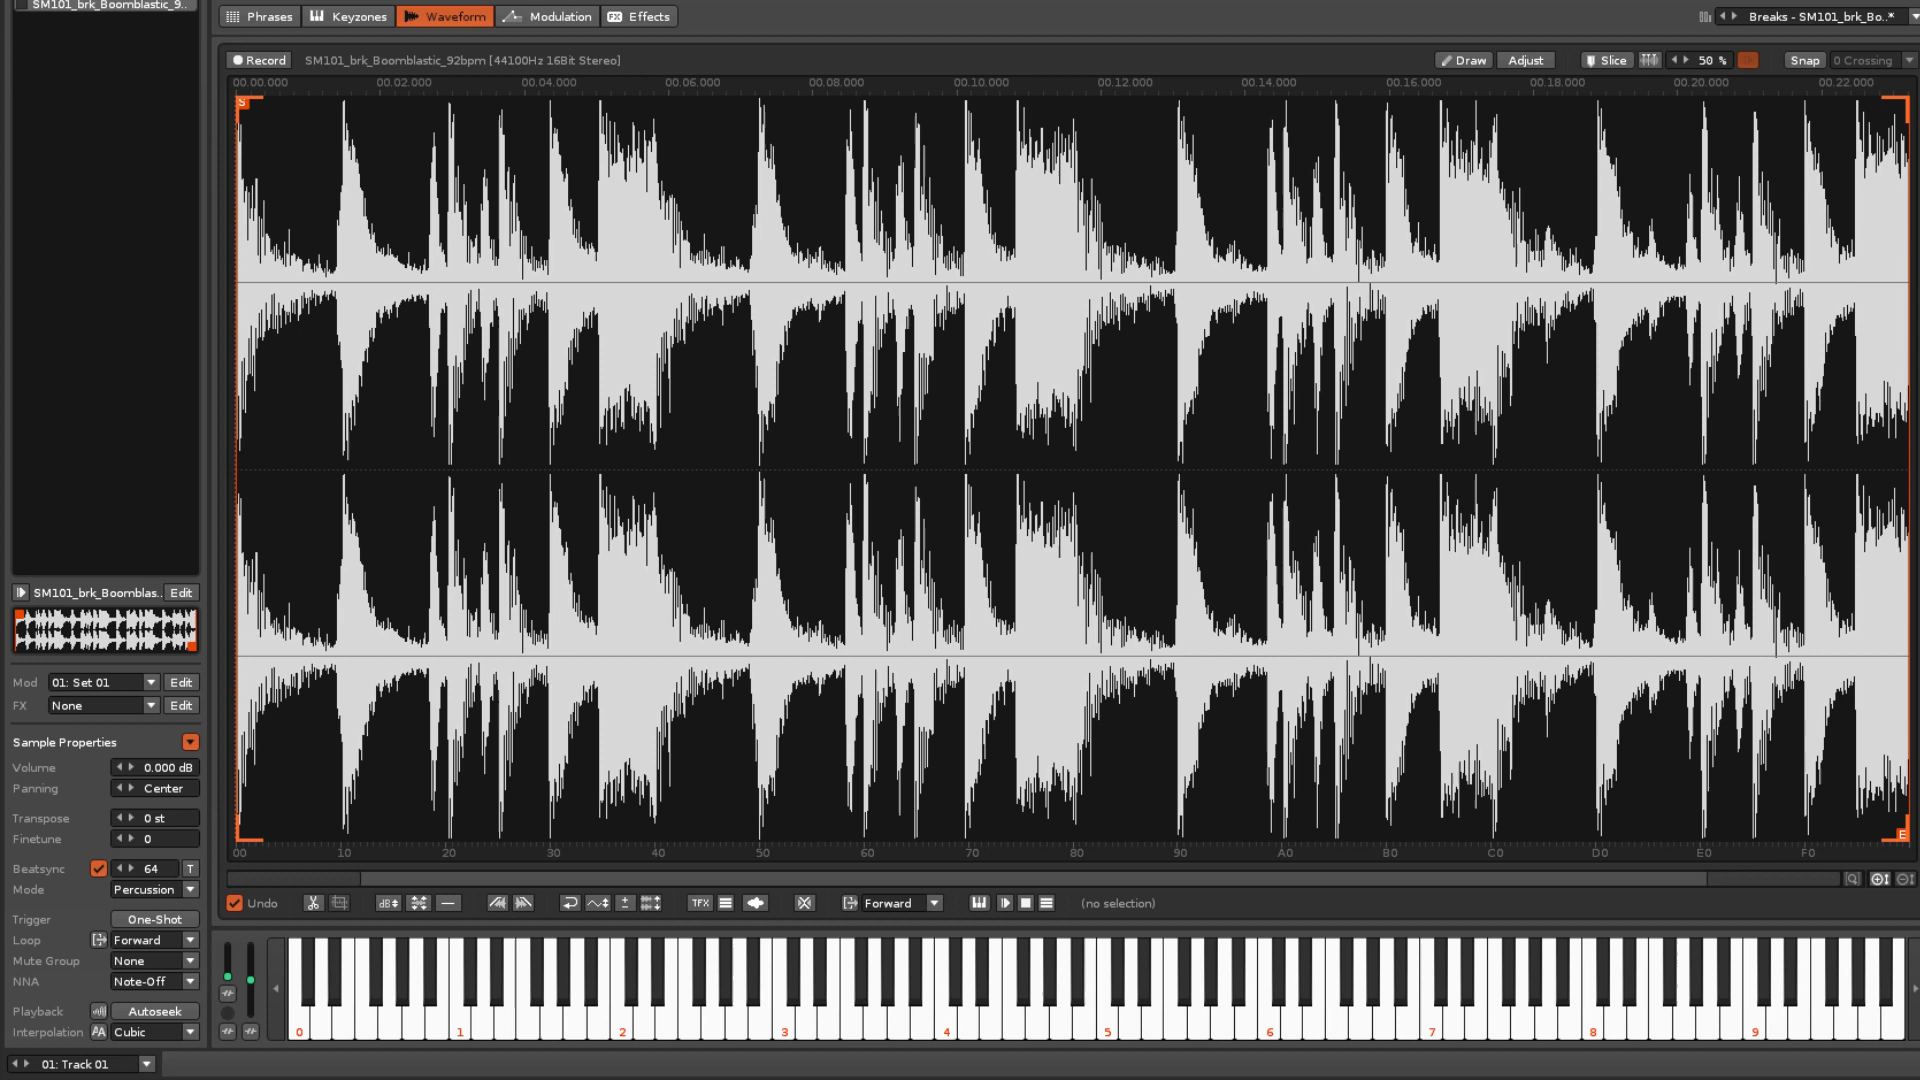 SM101_brk_Boomblastic_9..
Phrases Keyzones Waveform Modulation FX Effects Breaks - SM101_brk_Bo..*
Record SM101_brk_Boomblastic_92bpm [44100Hz 16Bit Stereo] Draw Adjust Slice 50 % Snap 0 Crossing
00.00.000 00.02.000 00.04.000 00.06.000 00.08.000 00.10.000 00.12.000 00.14.000 00.16.000 00.18.000 00.20.000 00.22.000
S
E
00 10 20 30 40 50 60 70 80 90 A0 B0 C0 D0 E0 F0
SM101_brk_Boomblas.. Edit
Mod 01: Set 01 Edit
FX None Edit
Sample Properties
Volume 0.000 dB
Panning Center
Transpose 0 st
Finetune 0
Beatsync 64 T
Mode Percussion
Trigger One-Shot
Loop Forward
Mute Group None
NNA Note-Off
Playback Autoseek
Interpolation AA Cubic
Undo dB TFX Forward (no selection)
0 1 2 3 4 5 6 7 8 9
01: Track 01